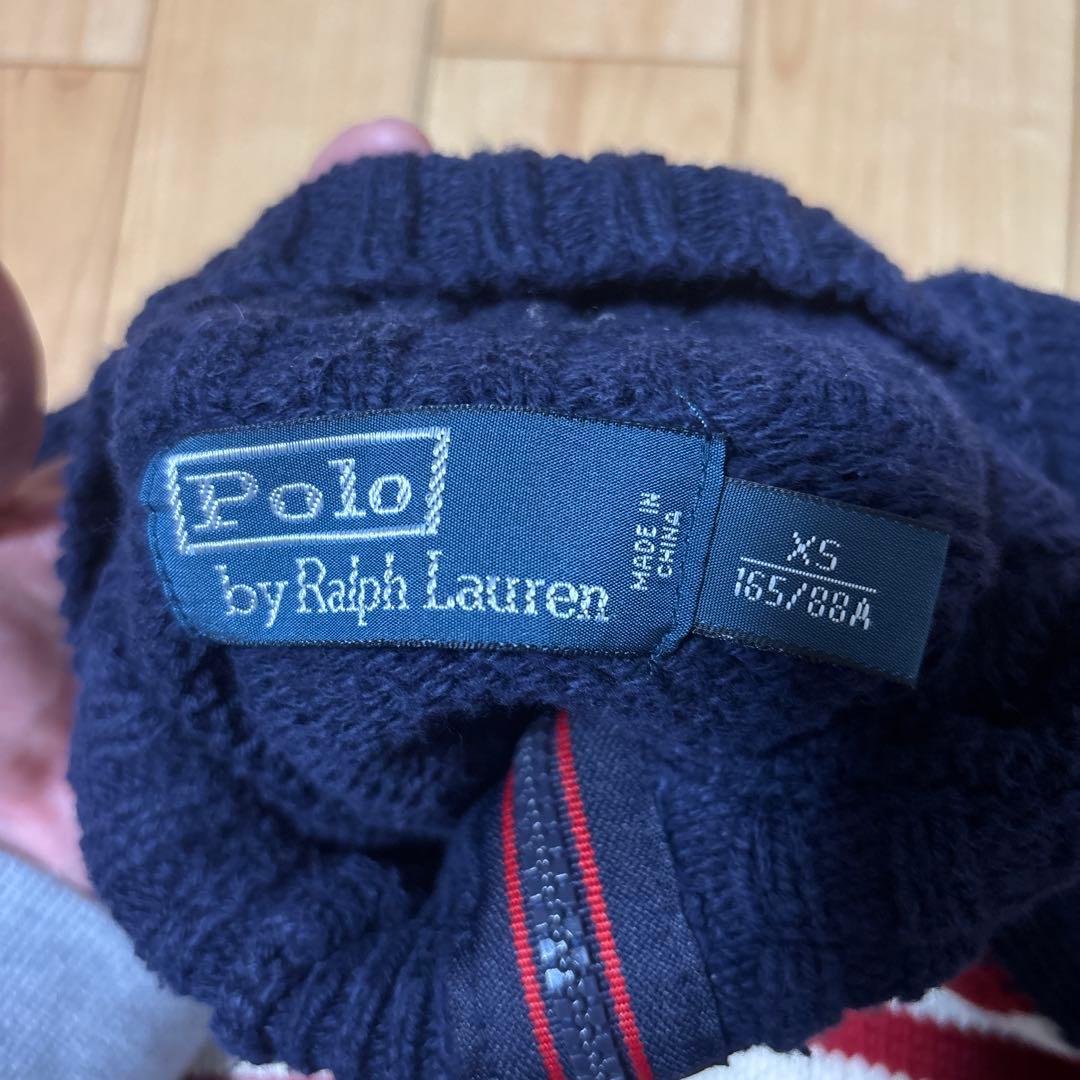 Polo
by Ralph Lauren
MADE IN
CHINA
XS
165/88A